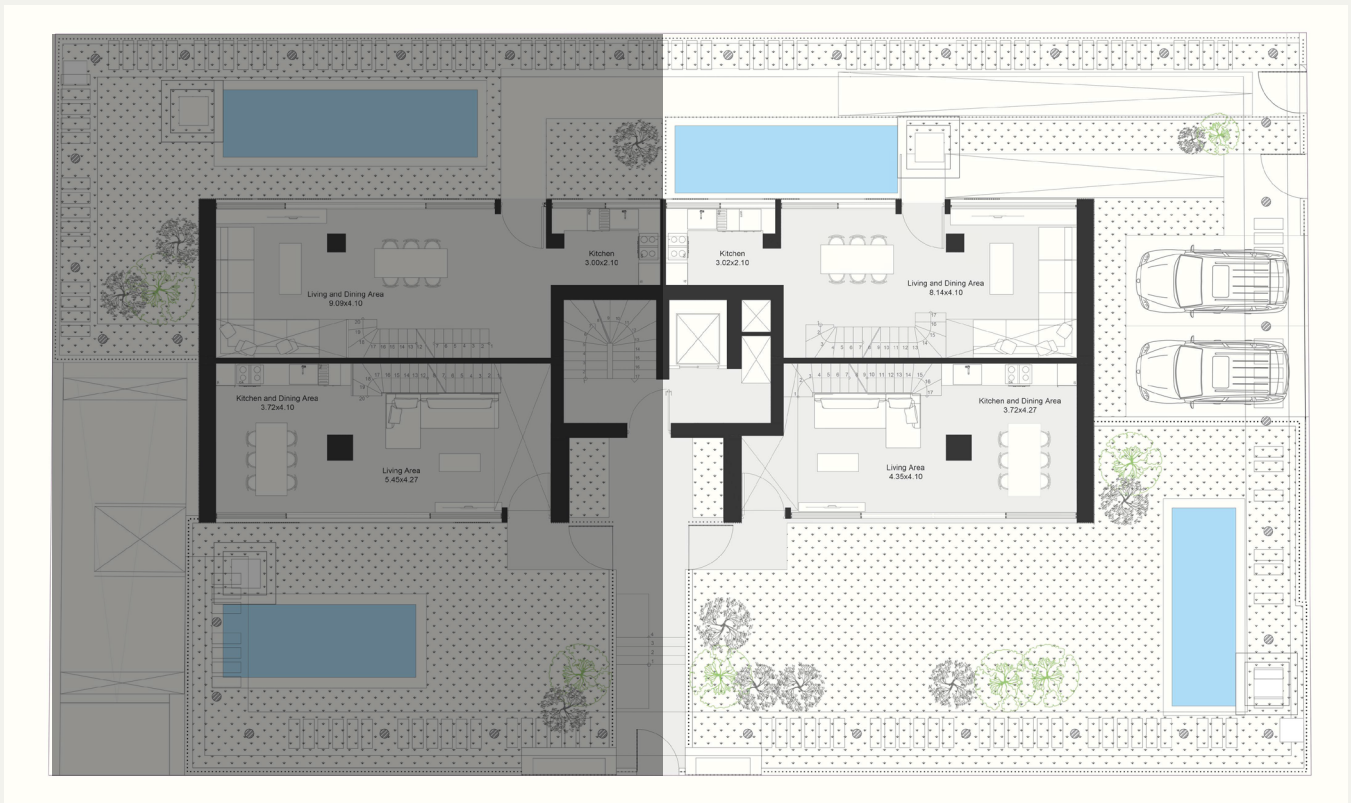 Kitchen
3.00x2.10
Kitchen
3.02x2.10
Living and Dining Area
9.09x4.10
Living and Dining Area
8.14x4.10
Kitchen and Dining Area
3.72x4.10
Kitchen and Dining Area
3.72x4.27
Living Area
5.45x4.27
Living Area
4.35x4.10